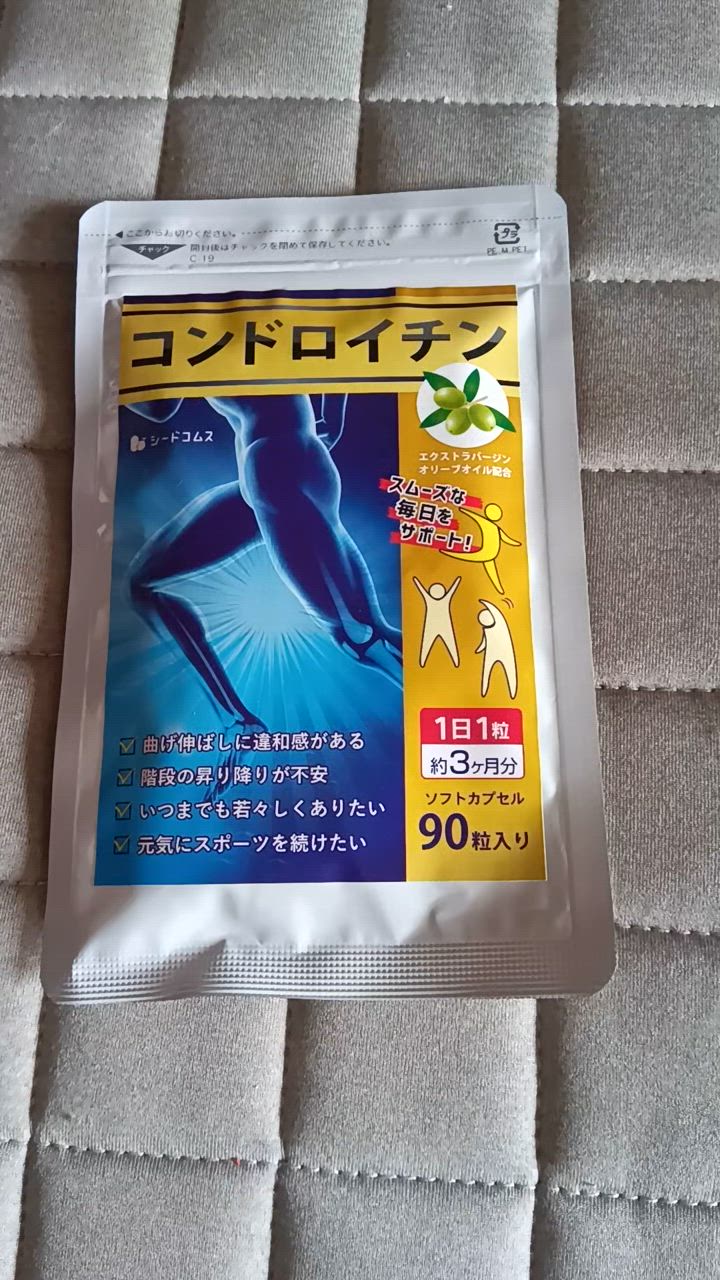 ◀ここからお切りください。
チャック
開封後はチャックを閉めて保存してください。
C-19
プラ
PE,M,PET
コンドロイチン
シードコムス
エクストラバージン
オリーブオイル配合
スムーズな
毎日を
サポート!
曲げ伸ばしに違和感がある
階段の昇り降りが不安
いつまでも若々しくありたい
元気にスポーツを続けたい
1日1粒
約3ヶ月分
ソフトカプセル
90粒入り